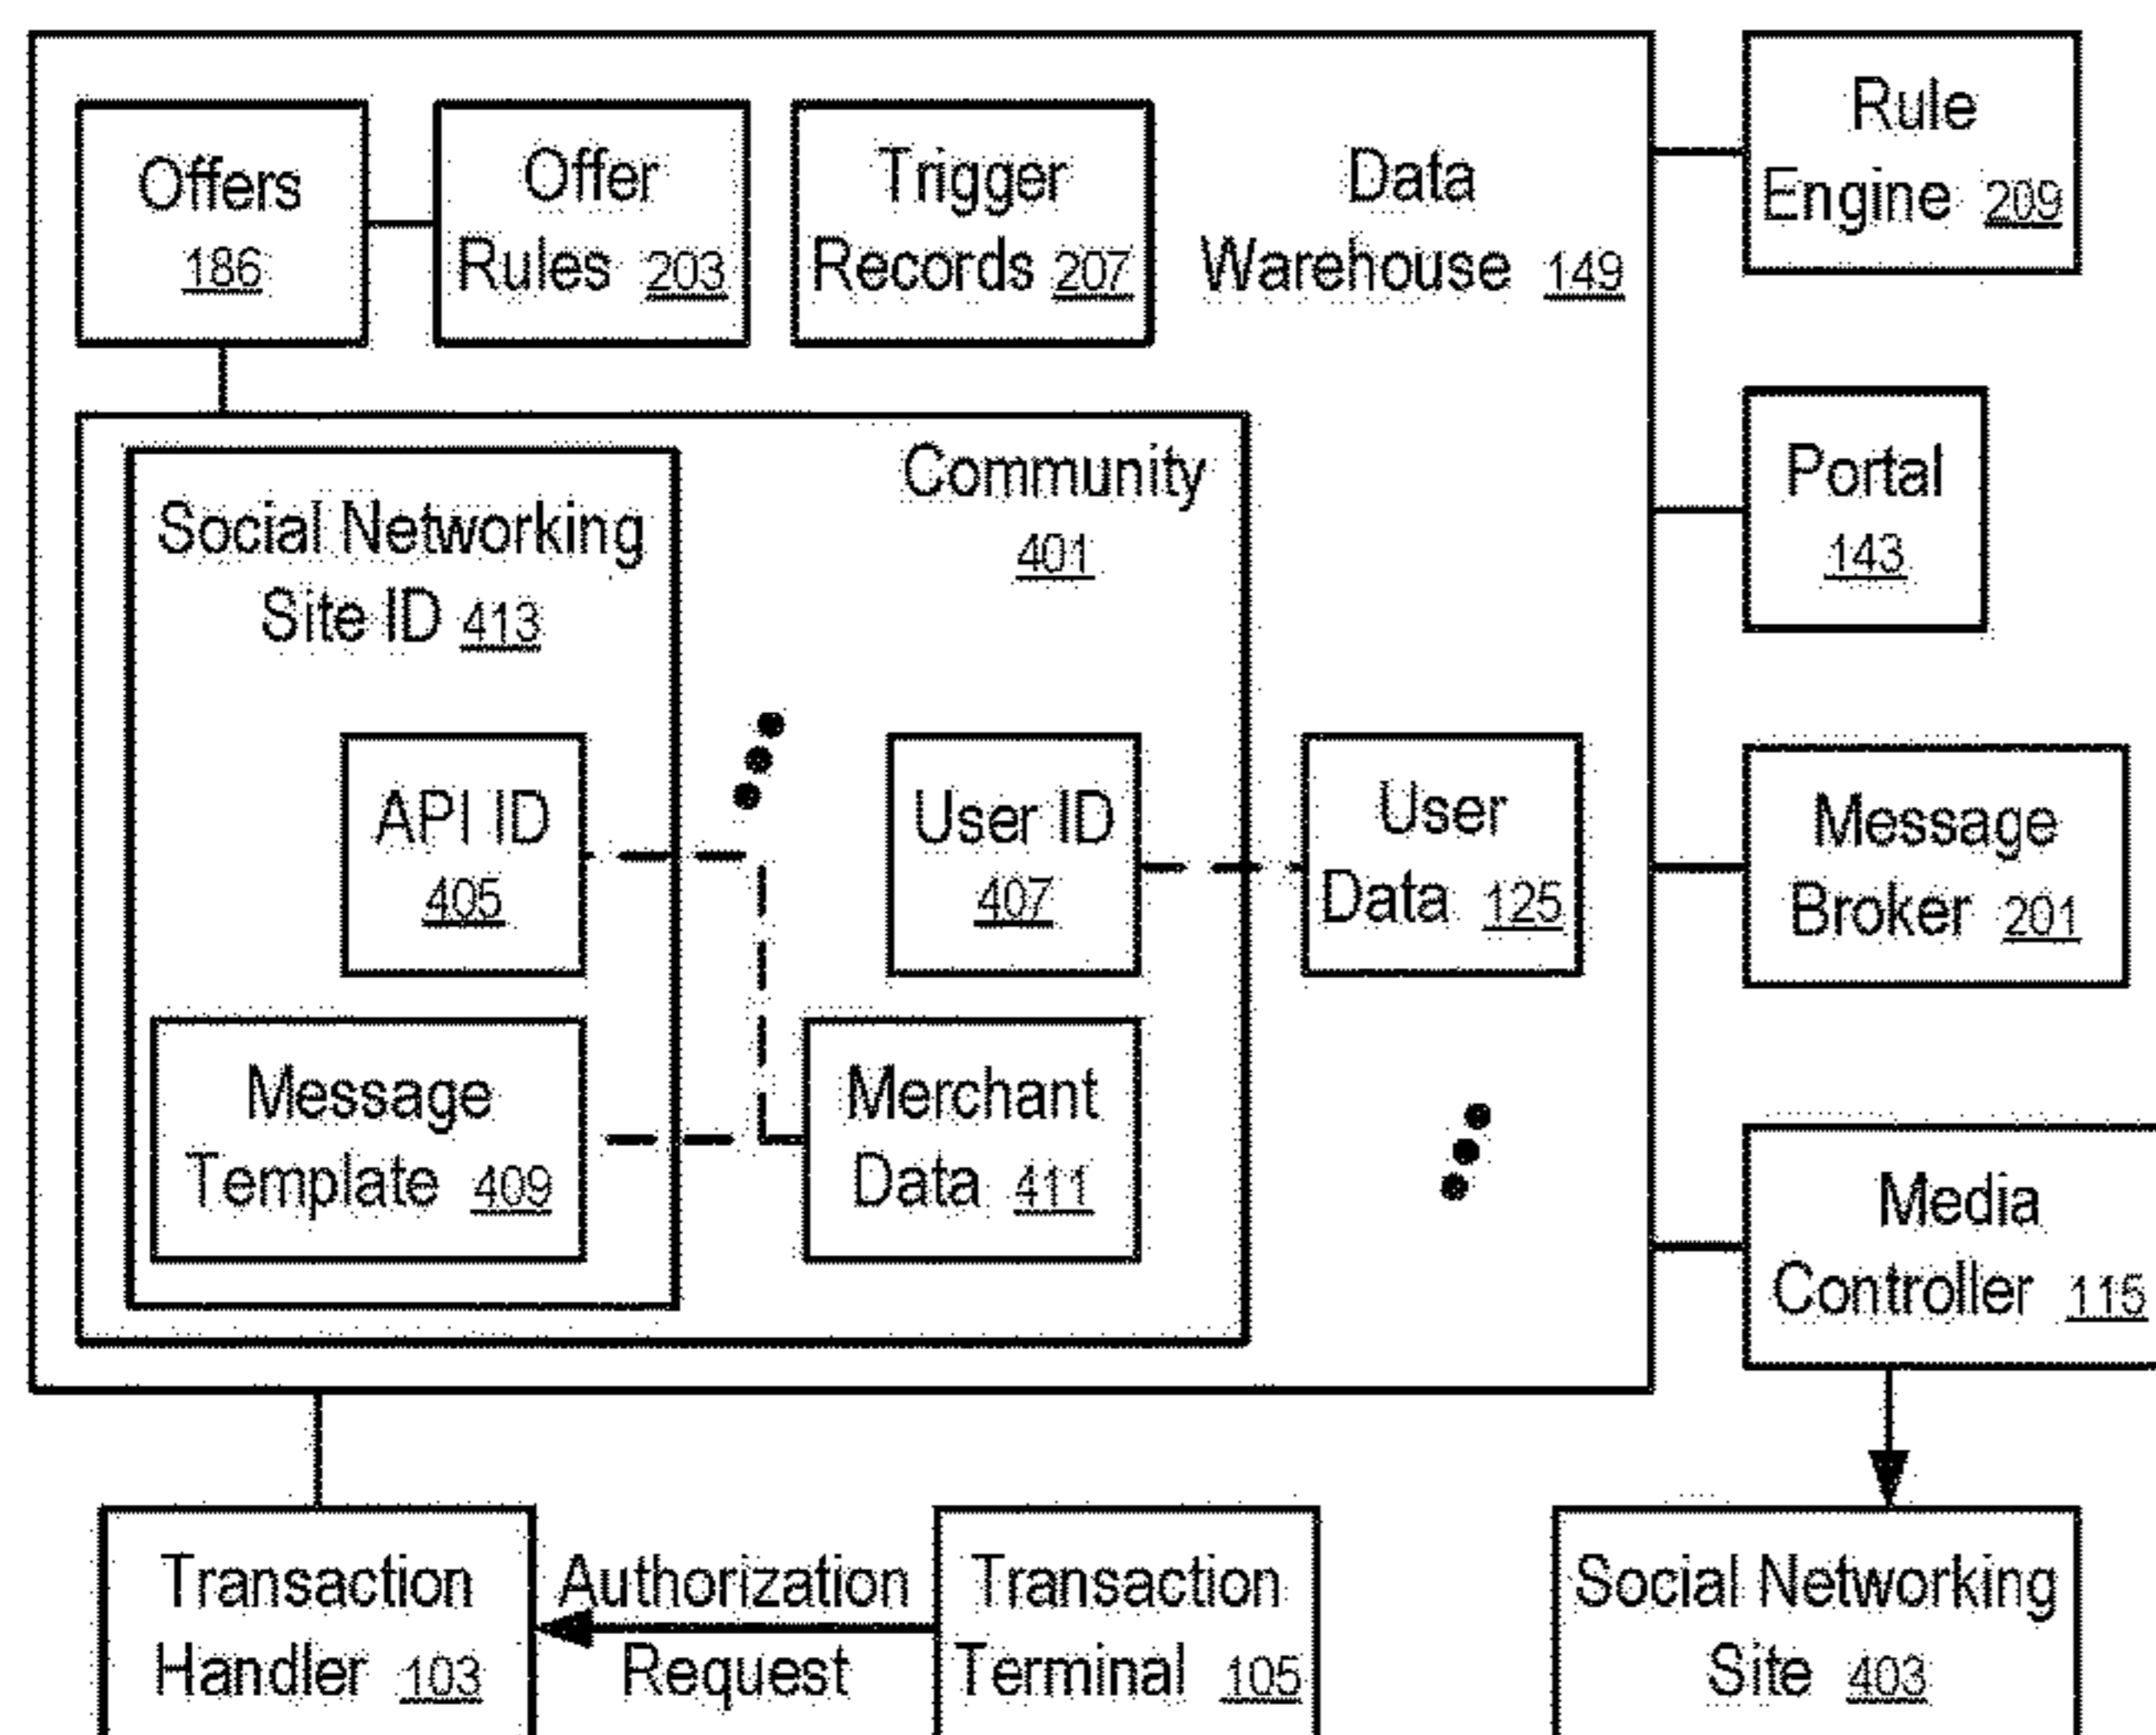 Offers
186
Offer
Rules 203
Trigger
Records 207
Data
Warehouse 149
Rule
Engine 209
Community
401
Social Networking
Site ID 413
Portal
143
API ID
405
User ID
407
User
Data 125
Message
Broker 201
Message
Template 409
Merchant
Data 411
Media
Controller 115
Transaction
Handler 103
Authorization
Request
Transaction
Terminal 105
Social Networking
Site 403